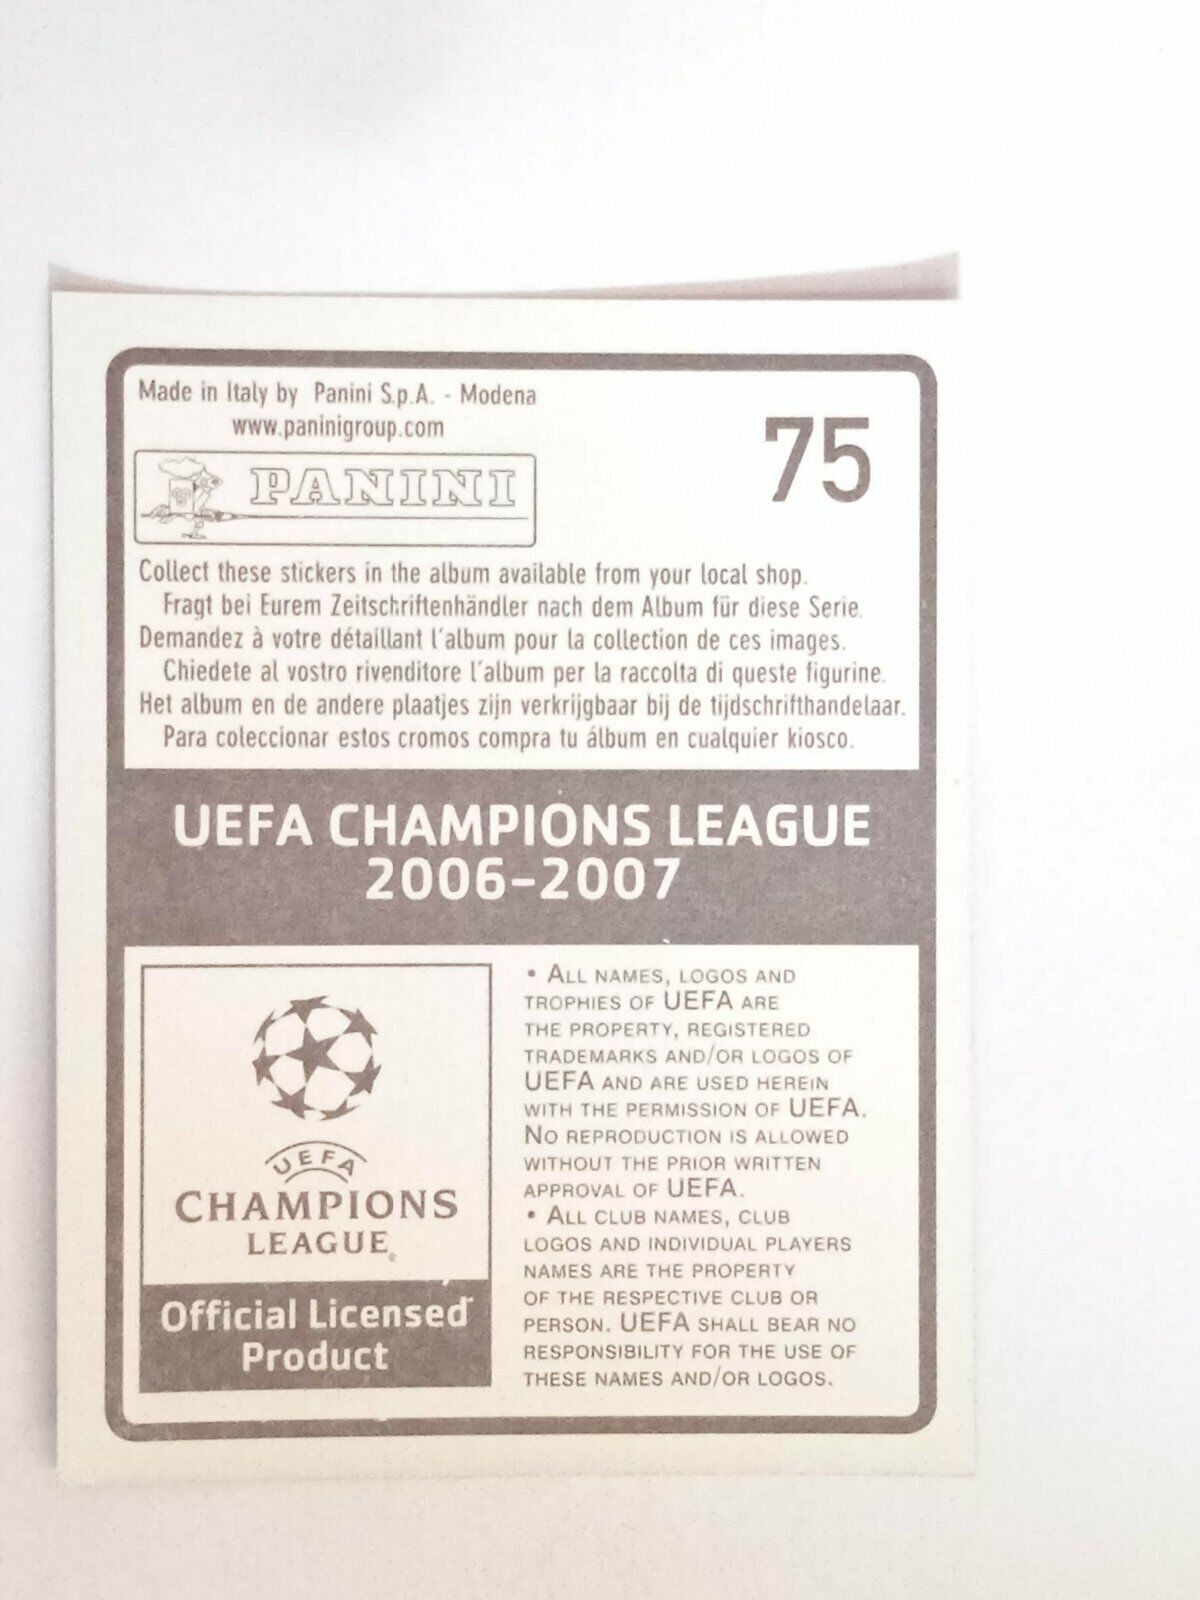 Made in Italy by Panini S.p.A. - Modena
www.paninigroup.com
75
PANINI
Collect these stickers in the album available from your local shop.
Fragt bei Eurem Zeitschriftenhändler nach dem Album für diese Serie.
Demandez à votre détaillant l'album pour la collection de ces images.
Chiedete al vostro rivenditore l'album per la raccolta di queste figurine.
Het album en de andere plaatjes zijn verkrijgbaar bij de tijdschrifthandelaar.
Para coleccionar estos cromos compra tu álbum en cualquier kiosco.
UEFA CHAMPIONS LEAGUE
2006-2007
UEFA
CHAMPIONS
LEAGUE®
Official Licensed
Product
• ALL NAMES, LOGOS AND
TROPHIES OF UEFA ARE
THE PROPERTY, REGISTERED
TRADEMARKS AND/OR LOGOS OF
UEFA AND ARE USED HEREIN
WITH THE PERMISSION OF UEFA.
NO REPRODUCTION IS ALLOWED
WITHOUT THE PRIOR WRITTEN
APPROVAL OF UEFA.
• ALL CLUB NAMES, CLUB
LOGOS AND INDIVIDUAL PLAYERS
NAMES ARE THE PROPERTY
OF THE RESPECTIVE CLUB OR
PERSON. UEFA SHALL BEAR NO
RESPONSIBILITY FOR THE USE OF
THESE NAMES AND/OR LOGOS.